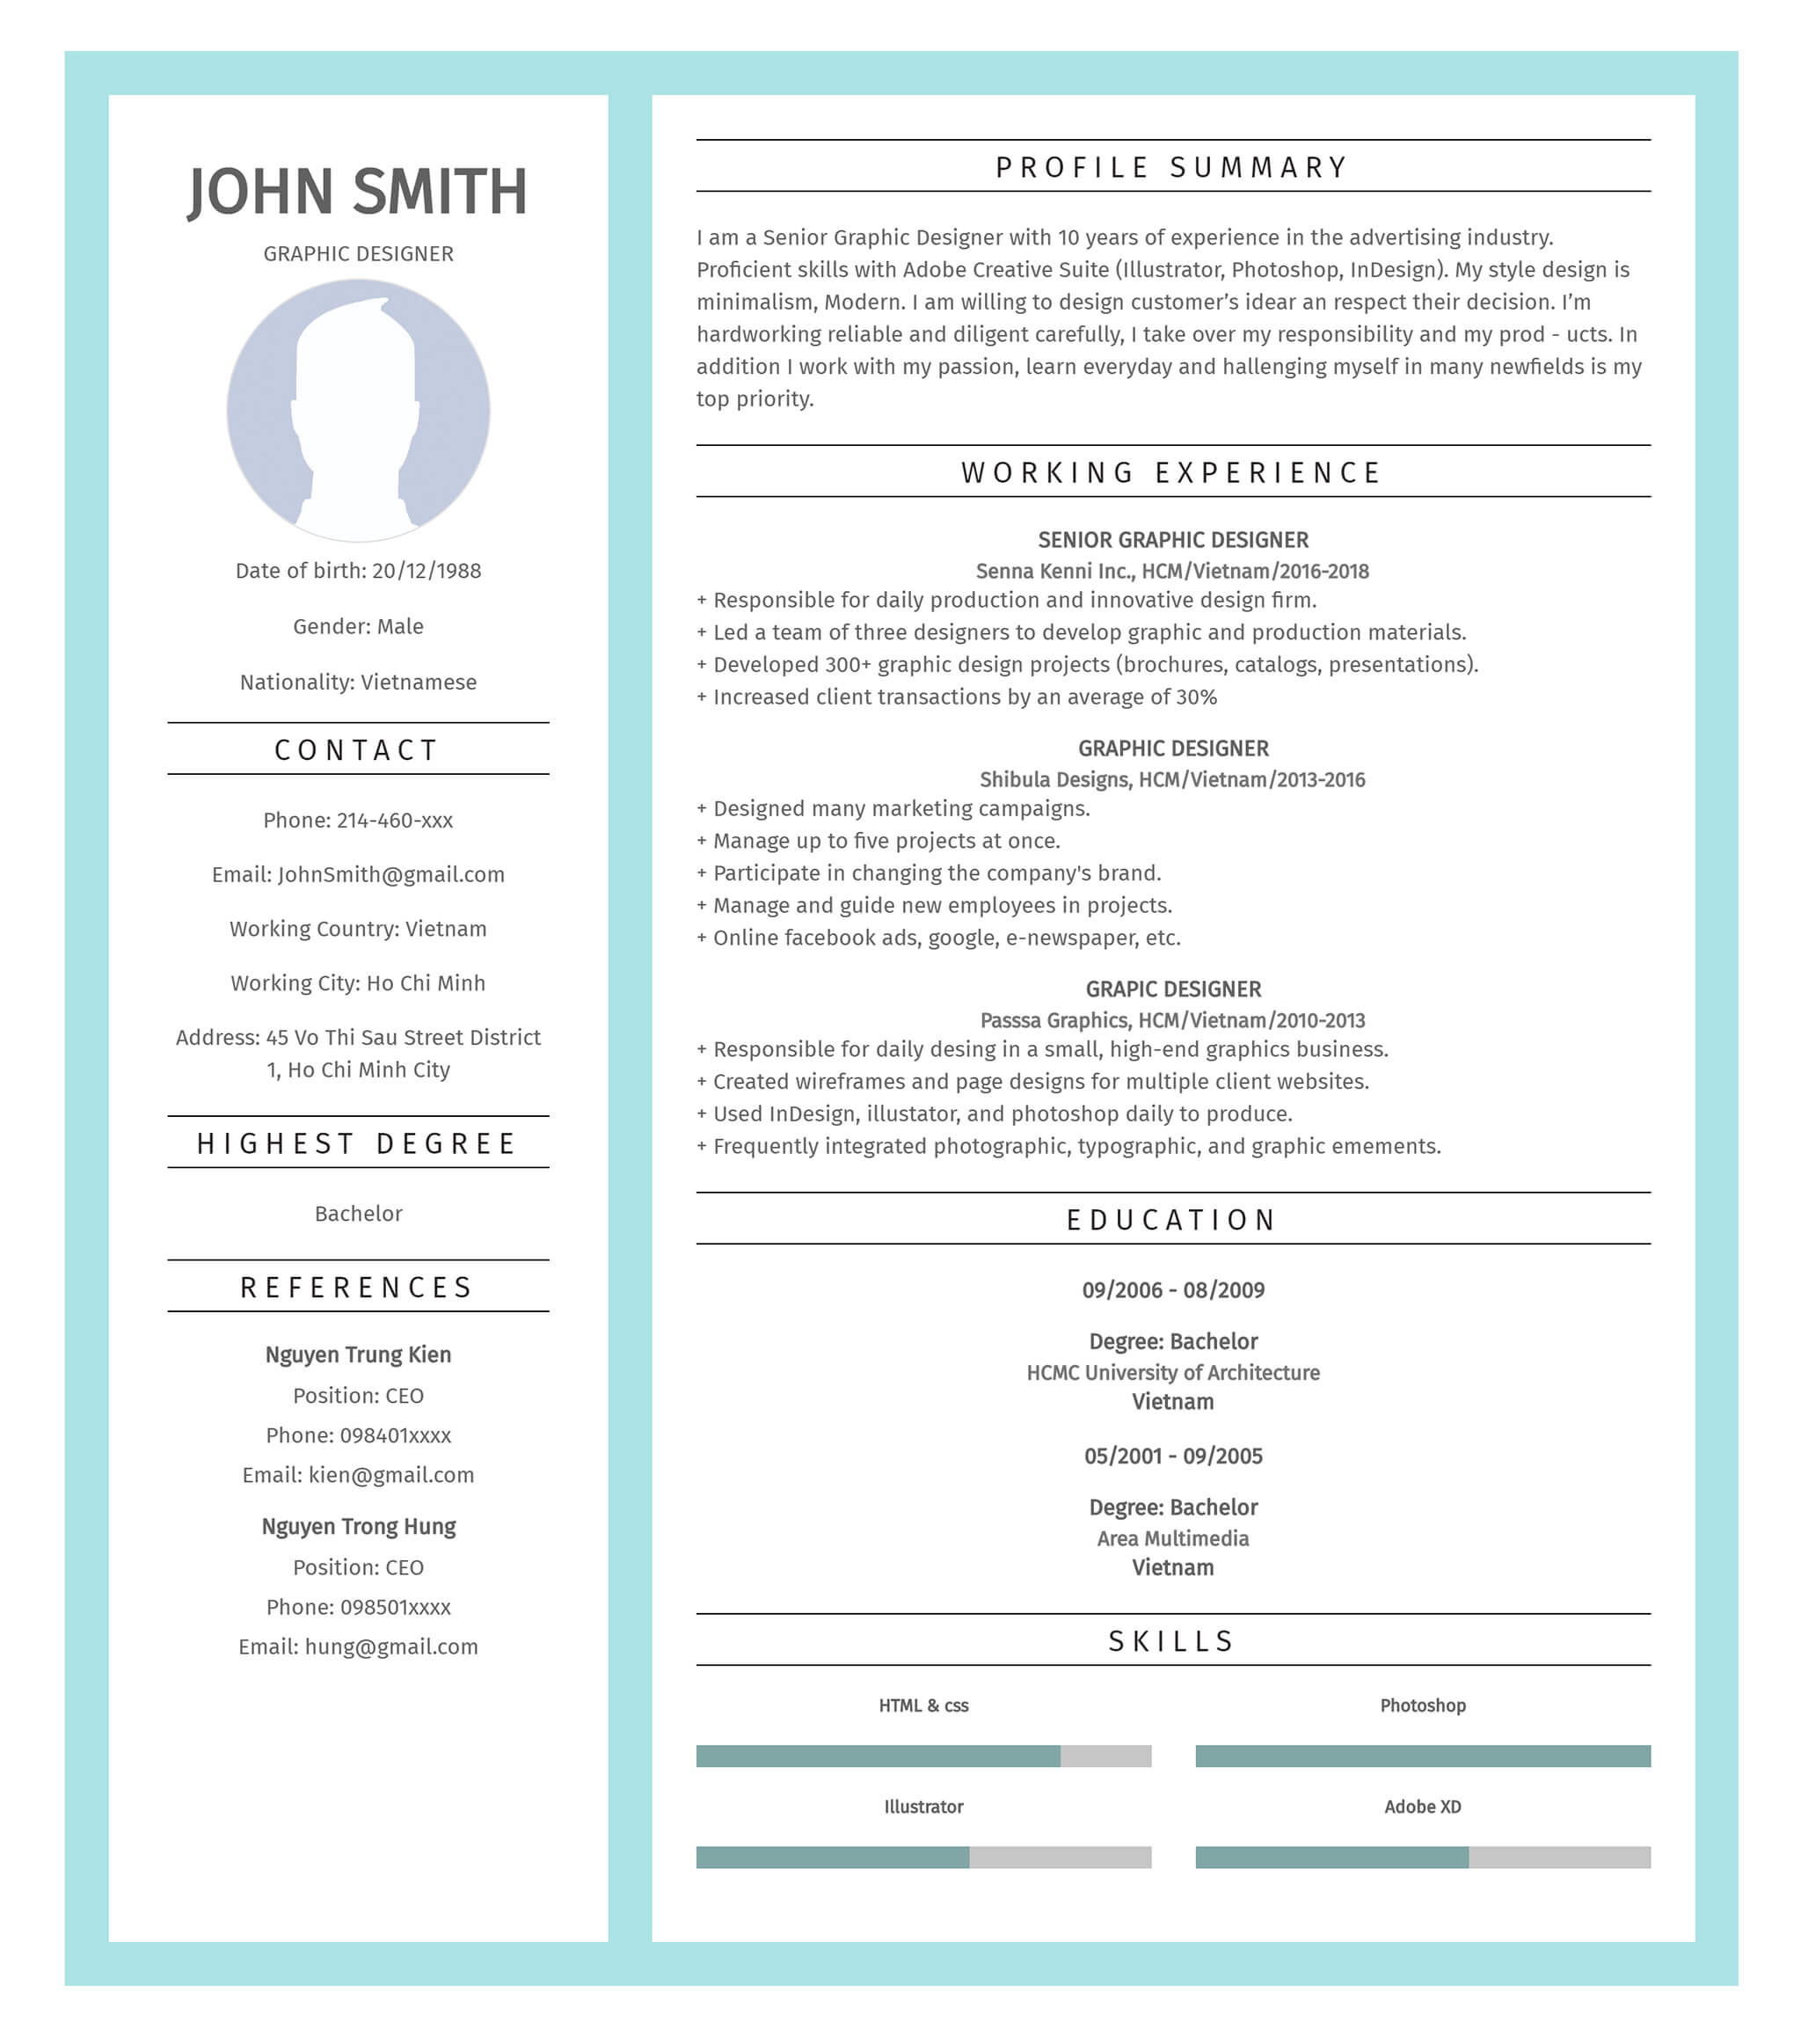 JOHN SMITH
GRAPHIC DESIGNER
Date of birth: 20/12/1988
Gender: Male
Nationality: Vietnamese
CONTACT
Phone: 214-460-xxx
Email: JohnSmith@gmail.com
Working Country: Vietnam
Working City: Ho Chi Minh
Address: 45 Vo Thi Sau Street District
1, Ho Chi Minh City
HIGHEST DEGREE
Bachelor
REFERENCES
Nguyen Trung Kien
Position: CEO
Phone: 098401xxxx
Email: kien@gmail.com
Nguyen Trong Hung
Position: CEO
Phone: 098501xxxx
Email: hung@gmail.com
PROFILE SUMMARY
I am a Senior Graphic Designer with 10 years of experience in the advertising industry.
Proficient skills with Adobe Creative Suite (Illustrator, Photoshop, InDesign). My style design is
minimalism, Modern. I am willing to design customer’s idear an respect their decision. I’m
hardworking reliable and diligent carefully, I take over my responsibility and my prod - ucts. In
addition I work with my passion, learn everyday and hallenging myself in many newfields is my
top priority.
WORKING EXPERIENCE
SENIOR GRAPHIC DESIGNER
Senna Kenni Inc., HCM/Vietnam/2016-2018
+ Responsible for daily production and innovative design firm.
+ Led a team of three designers to develop graphic and production materials.
+ Developed 300+ graphic design projects (brochures, catalogs, presentations).
+ Increased client transactions by an average of 30%
GRAPHIC DESIGNER
Shibula Designs, HCM/Vietnam/2013-2016
+ Designed many marketing campaigns.
+ Manage up to five projects at once.
+ Participate in changing the company's brand.
+ Manage and guide new employees in projects.
+ Online facebook ads, google, e-newspaper, etc.
GRAPIC DESIGNER
Passsa Graphics, HCM/Vietnam/2010-2013
+ Responsible for daily desing in a small, high-end graphics business.
+ Created wireframes and page designs for multiple client websites.
+ Used InDesign, illustator, and photoshop daily to produce.
+ Frequently integrated photographic, typographic, and graphic emements.
EDUCATION
09/2006 - 08/2009
Degree: Bachelor
HCMC University of Architecture
Vietnam
05/2001 - 09/2005
Degree: Bachelor
Area Multimedia
Vietnam
SKILLS
HTML & css
Photoshop
Illustrator
Adobe XD